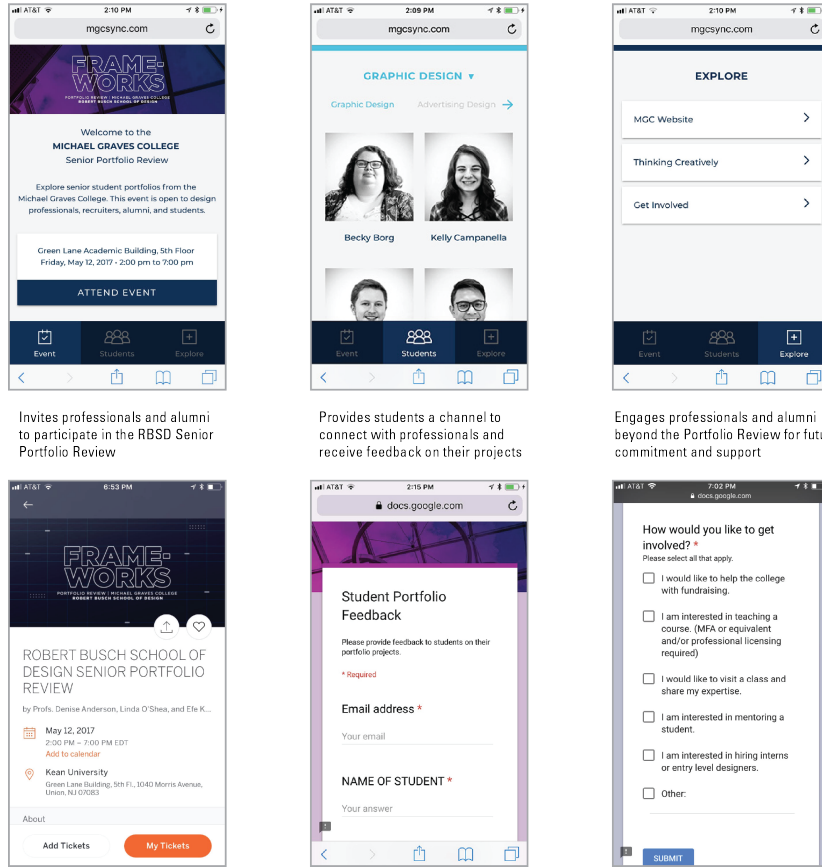 AT&T 2:10 PM
mgcsync.com
FRAME-
WORKS
PORTFOLIO REVIEW | MICHAEL GRAVES COLLEGE
ROBERT BUSCH SCHOOL OF DESIGN
Welcome to the
MICHAEL GRAVES COLLEGE
Senior Portfolio Review
Explore senior student portfolios from the
Michael Graves College. This event is open to design
professionals, recruiters, alumni, and students.
Green Lane Academic Building, 5th Floor
Friday, May 12, 2017 • 2:00 pm to 7:00 pm
ATTEND EVENT
Event Students Explore
Invites professionals and alumni
to participate in the RBSD Senior
Portfolio Review
AT&T 2:09 PM
mgcsync.com
GRAPHIC DESIGN ▼
Graphic Design Advertising Design →
Becky Borg Kelly Campanella
Event Students Explore
Provides students a channel to
connect with professionals and
receive feedback on their projects
AT&T 2:10 PM
mgcsync.com
EXPLORE
MGC Website
Thinking Creatively
Get Involved
Event Students Explore
Engages professionals and alumni
beyond the Portfolio Review for futu
commitment and support
AT&T 6:53 PM
FRAME-
WORKS
PORTFOLIO REVIEW | MICHAEL GRAVES COLLEGE
ROBERT BUSCH SCHOOL OF DESIGN
ROBERT BUSCH SCHOOL OF
DESIGN SENIOR PORTFOLIO
REVIEW
by Profs. Denise Anderson, Linda O'Shea, and Efe K...
May 12, 2017
2:00 PM – 7:00 PM EDT
Add to calendar
Kean University
Green Lane Building, 5th Fl., 1040 Morris Avenue,
Union, NJ 07083
About
Add Tickets My Tickets
AT&T 2:15 PM
docs.google.com
Student Portfolio
Feedback
Please provide feedback to students on their
portfolio projects.
* Required
Email address *
Your email
NAME OF STUDENT *
Your answer
AT&T 7:02 PM
docs.google.com
How would you like to get
involved? *
Please select all that apply.
I would like to help the college
with fundraising.
I am interested in teaching a
course. (MFA or equivalent
and/or professional licensing
required)
I would like to visit a class and
share my expertise.
I am interested in mentoring a
student.
I am interested in hiring interns
or entry level designers.
Other:
SUBMIT